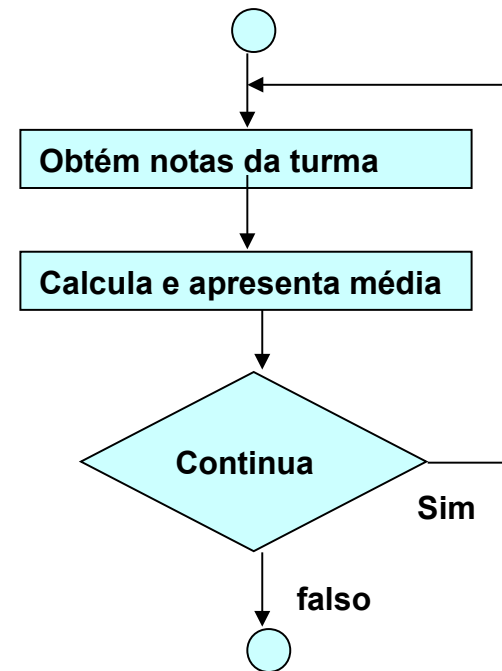 Obtém notas da turma
Calcula e apresenta média
Continua
Sim
falso